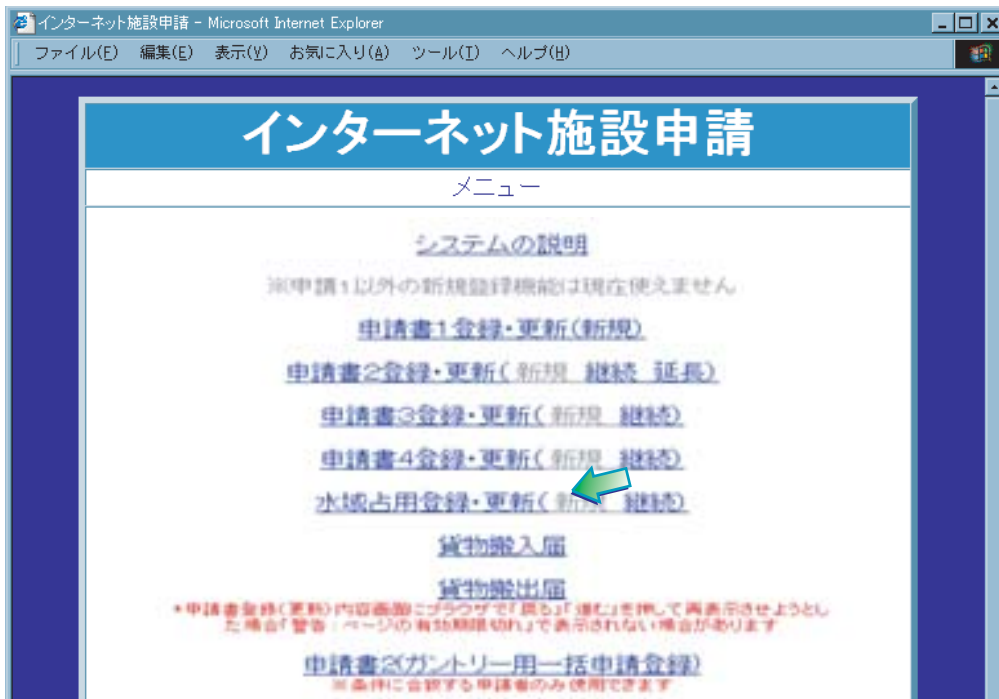 インターネット施設申請 - Microsoft Internet Explorer
ファイル(F) 編集(E) 表示(V) お気に入り(A) ツール(T) ヘルプ(H)
インターネット施設申請
メニュー
システムの説明
※申請1以外の新規登録機能は現在使えません
申請書1登録・更新(新規)
申請書2登録・更新(新規 継続 延長)
申請書3登録・更新(新規 継続)
申請書4登録・更新(新規 継続)
水域占用登録・更新(新規 継続)
貨物搬入届
貨物搬出届
*申請書登録(更新)内容画面にブラウザで「戻る」「進む」を押して再表示させようとし
た場合「警告：ページの有効期限切れ」で表示されない場合があります
申請書2(ガントリー用一括申請登録)
※条件に合致する申請者のみ使用できます